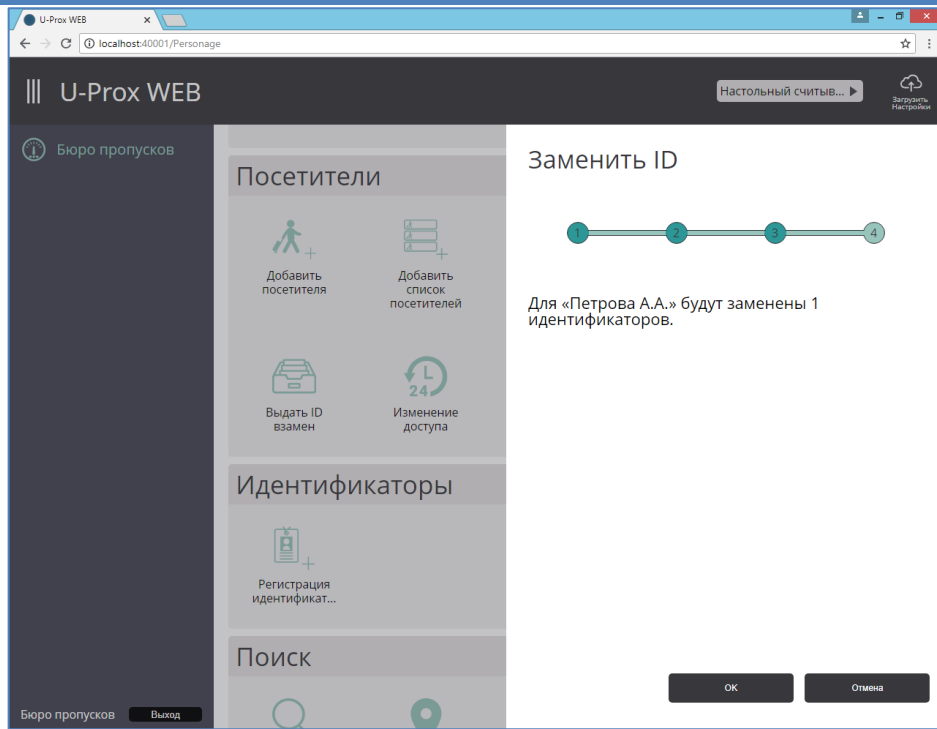 U-Prox WEB
localhost:40001/Personage
U-Prox WEB
Настольный считыв...
Загрузить
Настройки
Бюро пропусков
Посетители
Добавить
посетителя
Добавить
список
посетителей
Выдать ID
взамен
24
Изменение
доступа
Идентификаторы
Регистрация
идентификат...
Поиск
Заменить ID
1
2
3
4
Для «Петрова А.А.» будут заменены 1
идентификаторов.
OK
Отмена
Бюро пропусков
Выход